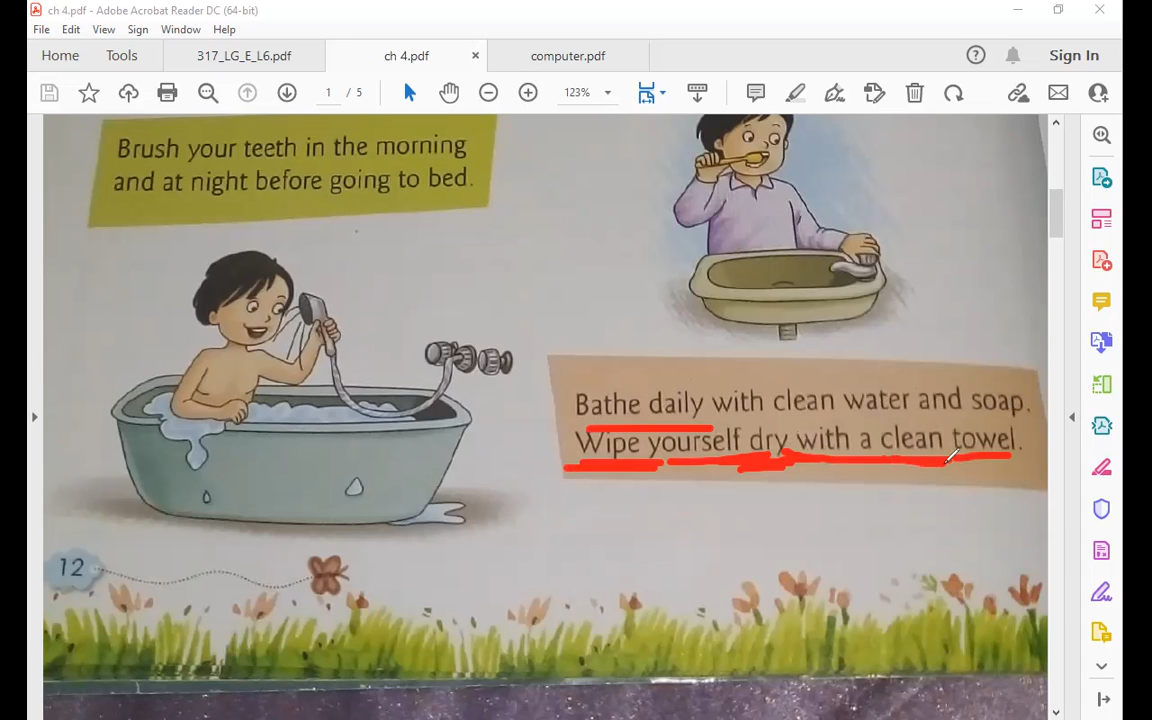 ch 4.pdf - Adobe Acrobat Reader DC (64-bit)
File Edit View Sign Window Help
Home Tools 317_LG_E_L6.pdf ch 4.pdf × computer.pdf Sign In
1 / 5 123%
Brush your teeth in the morning
and at night before going to bed.
Bathe daily with clean water and soap.
Wipe yourself dry with a clean towel.
12